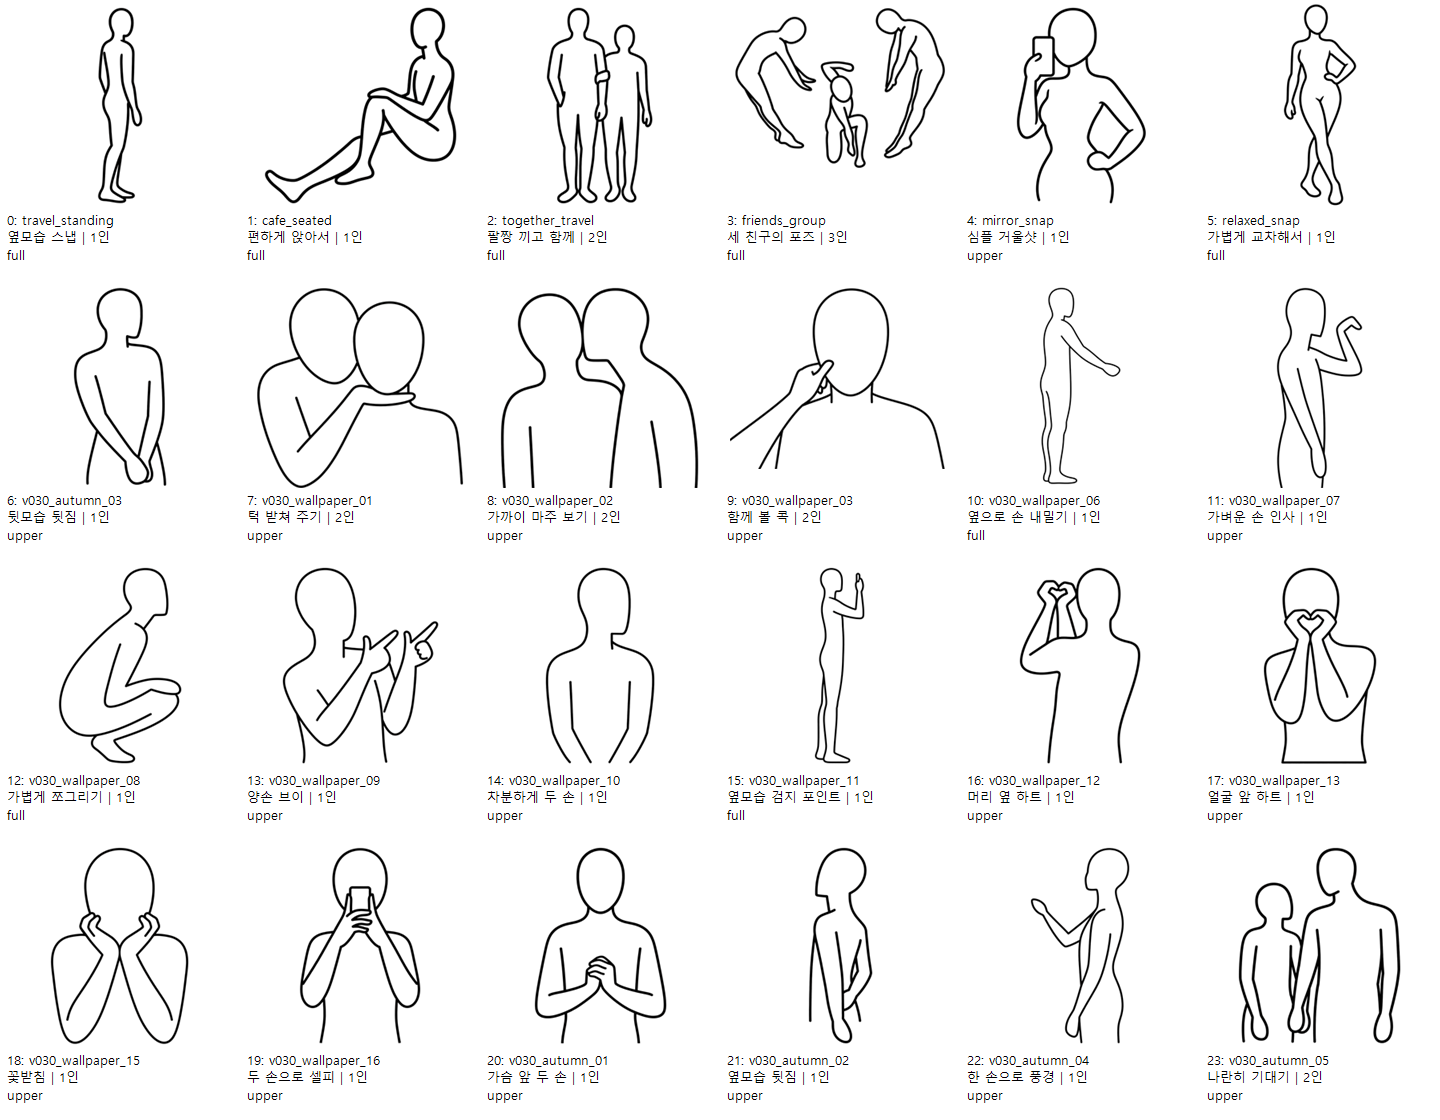 0: travel_standing
옆모습 스냅 | 1인
full
1: cafe_seated
편하게 앉아서 | 1인
full
2: together_travel
팔짱 끼고 함께 | 2인
full
3: friends_group
세 친구의 포즈 | 3인
full
4: mirror_snap
심플 거울샷 | 1인
upper
5: relaxed_snap
가볍게 교차해서 | 1인
full
6: v030_autumn_03
뒷모습 뒷짐 | 1인
upper
7: v030_wallpaper_01
턱 받쳐 주기 | 2인
upper
8: v030_wallpaper_02
가까이 마주 보기 | 2인
upper
9: v030_wallpaper_03
함께 볼 콕 | 2인
upper
10: v030_wallpaper_06
옆으로 손 내밀기 | 1인
full
11: v030_wallpaper_07
가벼운 손 인사 | 1인
upper
12: v030_wallpaper_08
가볍게 쪼그리기 | 1인
full
13: v030_wallpaper_09
양손 브이 | 1인
upper
14: v030_wallpaper_10
차분하게 두 손 | 1인
upper
15: v030_wallpaper_11
옆모습 검지 포인트 | 1인
full
16: v030_wallpaper_12
머리 옆 하트 | 1인
upper
17: v030_wallpaper_13
얼굴 앞 하트 | 1인
upper
18: v030_wallpaper_15
꽃받침 | 1인
upper
19: v030_wallpaper_16
두 손으로 셀피 | 1인
upper
20: v030_autumn_01
가슴 앞 두 손 | 1인
upper
21: v030_autumn_02
옆모습 뒷짐 | 1인
upper
22: v030_autumn_04
한 손으로 풍경 | 1인
upper
23: v030_autumn_05
나란히 기대기 | 2인
upper